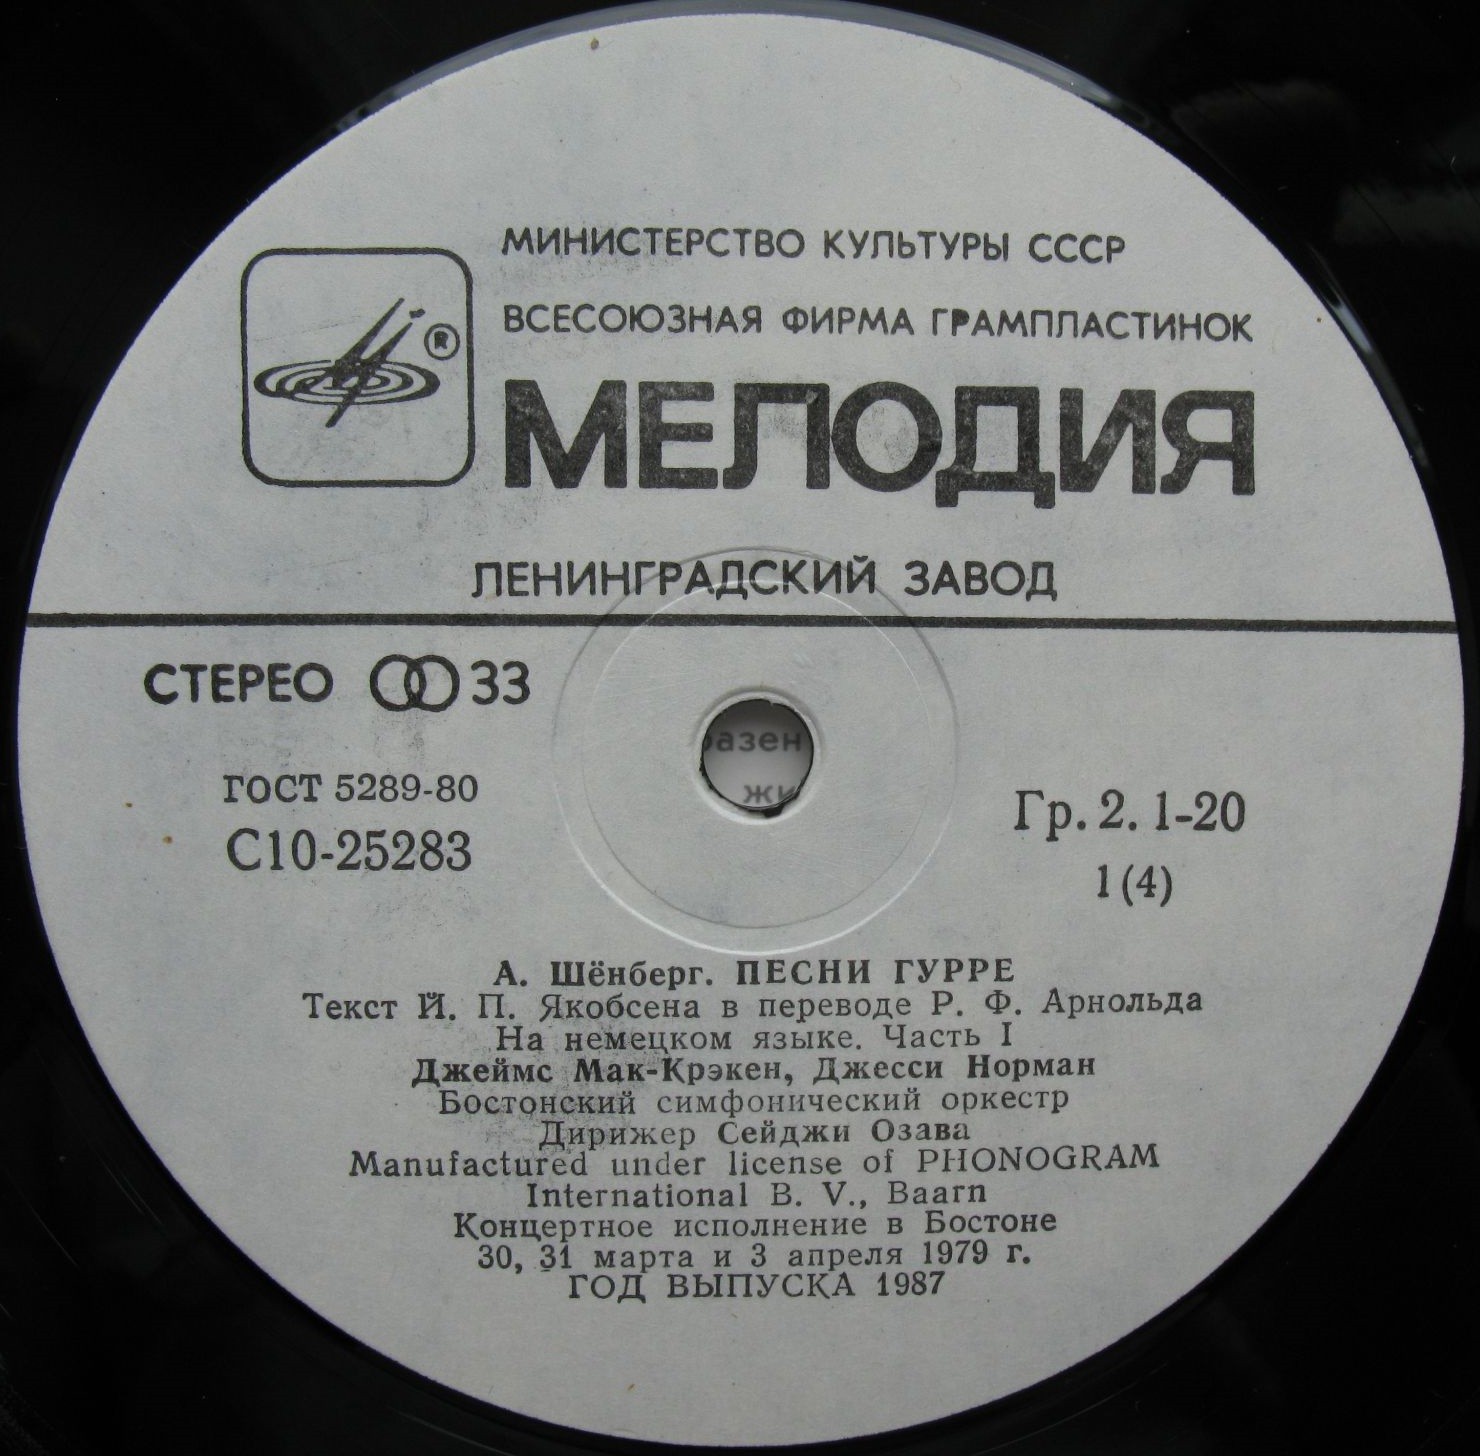 МИНИСТЕРСТВО КУЛЬТУРЫ СССР
ВСЕСОЮЗНАЯ ФИРМА ГРАМПЛАСТИНОК
®
МЕЛОДИЯ
ЛЕНИНГРАДСКИЙ ЗАВОД
СТЕРЕО 33
ГОСТ 5289-80
С10-25283
Гр. 2. 1-20
1(4)
А. Шёнберг. ПЕСНИ ГУРРЕ
Текст Й. П. Якобсена в переводе Р. Ф. Арнольда
На немецком языке. Часть I
Джеймс Мак-Крэкен, Джесси Норман
Бостонский симфонический оркестр
Дирижер Сейджи Озава
Manufactured under license of PHONOGRAM
International B. V., Baarn
Концертное исполнение в Бостоне
30, 31 марта и 3 апреля 1979 г.
ГОД ВЫПУСКА 1987